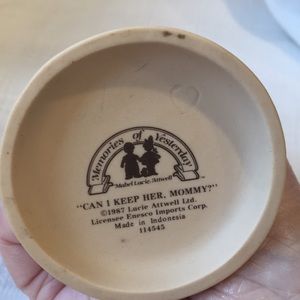 Memories of Yesterday
Mabel Lucie Attwell
"CAN I KEEP HER, MOMMY?"
©1987 Lucie Attwell Ltd.
Licensee Enesco Imports Corp.
Made in Indonesia
114545